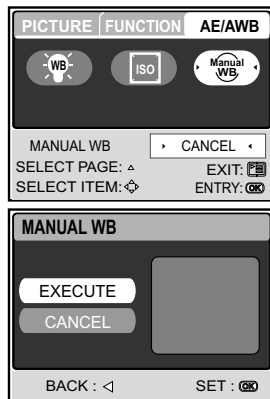 PICTURE FUNCTION AE/AWB
WB ISO Manual WB
MANUAL WB CANCEL
SELECT PAGE: EXIT:
SELECT ITEM: ENTRY: OK
MANUAL WB
EXECUTE
CANCEL
BACK : SET : OK